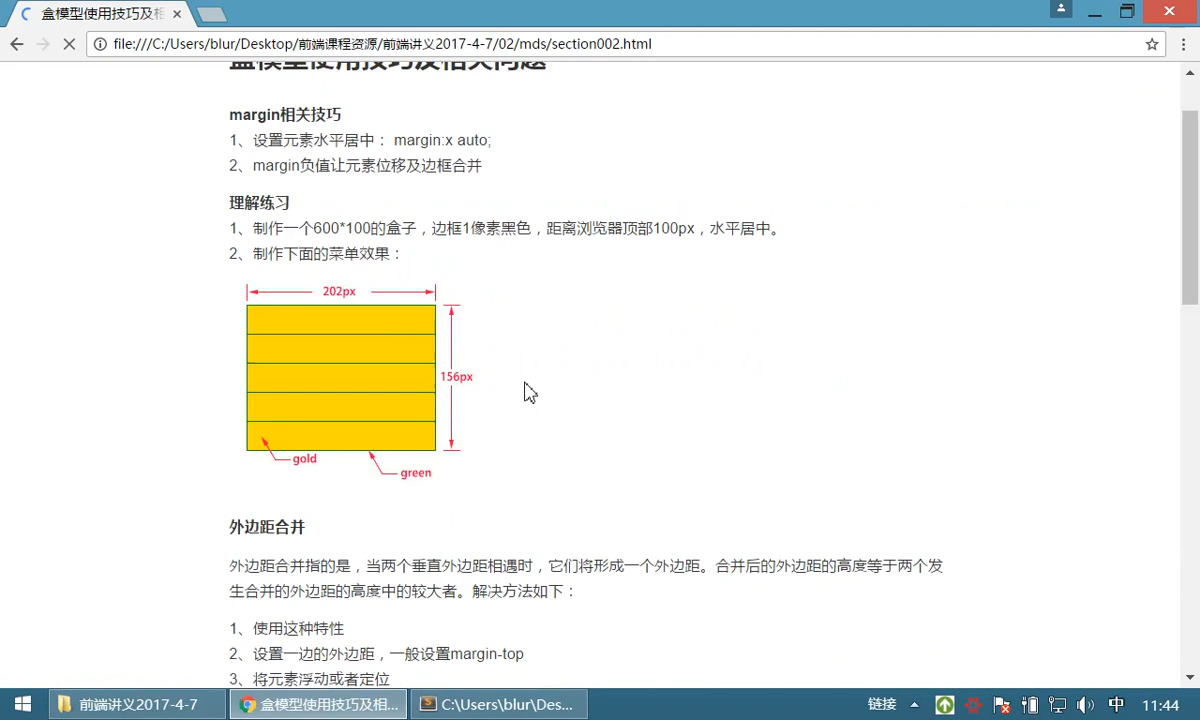 盒模型使用技巧及相
file:///C:/Users/blur/Desktop/前端课程资源/前端讲义2017-4-7/02/mds/section002.html
盒模型使用技巧及相关问题
margin相关技巧
1、设置元素水平居中： margin:x auto;
2、margin负值让元素位移及边框合并
理解练习
1、制作一个600*100的盒子，边框1像素黑色，距离浏览器顶部100px，水平居中。
2、制作下面的菜单效果：
202px
156px
gold
green
外边距合并
外边距合并指的是，当两个垂直外边距相遇时，它们将形成一个外边距。合并后的外边距的高度等于两个发
生合并的外边距的高度中的较大者。解决方法如下：
1、使用这种特性
2、设置一边的外边距，一般设置margin-top
3、将元素浮动或者定位
前端讲义2017-4-7
盒模型使用技巧及相...
C:\Users\blur\Des...
链接
中
11:44